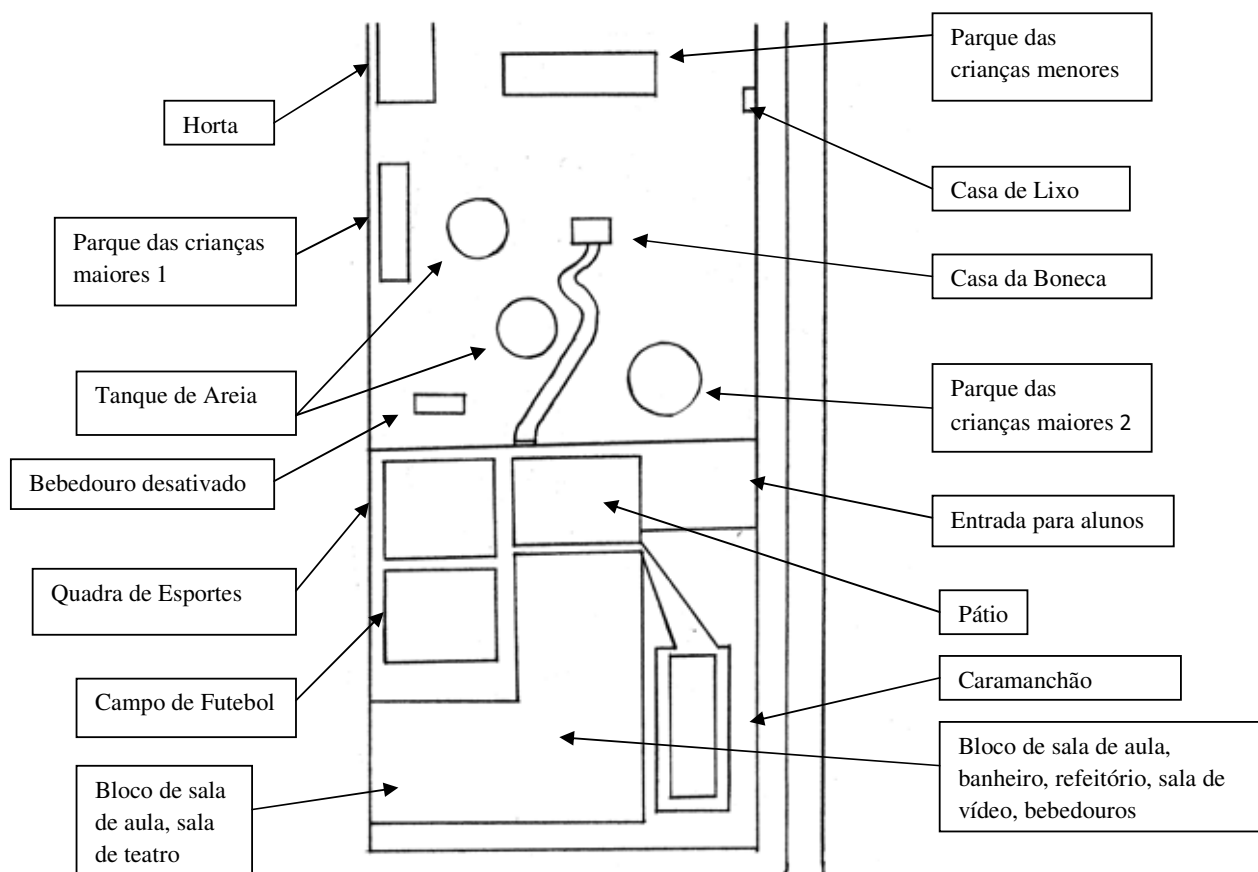 Horta
Parque das crianças
maiores 1
Tanque de Areia
Bebedouro desativado
Quadra de Esportes
Campo de Futebol
Bloco de sala
de aula, sala
de teatro
Parque das
crianças menores
Casa de Lixo
Casa da Boneca
Parque das
crianças maiores 2
Entrada para alunos
Pátio
Caramanchão
Bloco de sala de aula,
banheiro, refeitório, sala de
vídeo, bebedouros